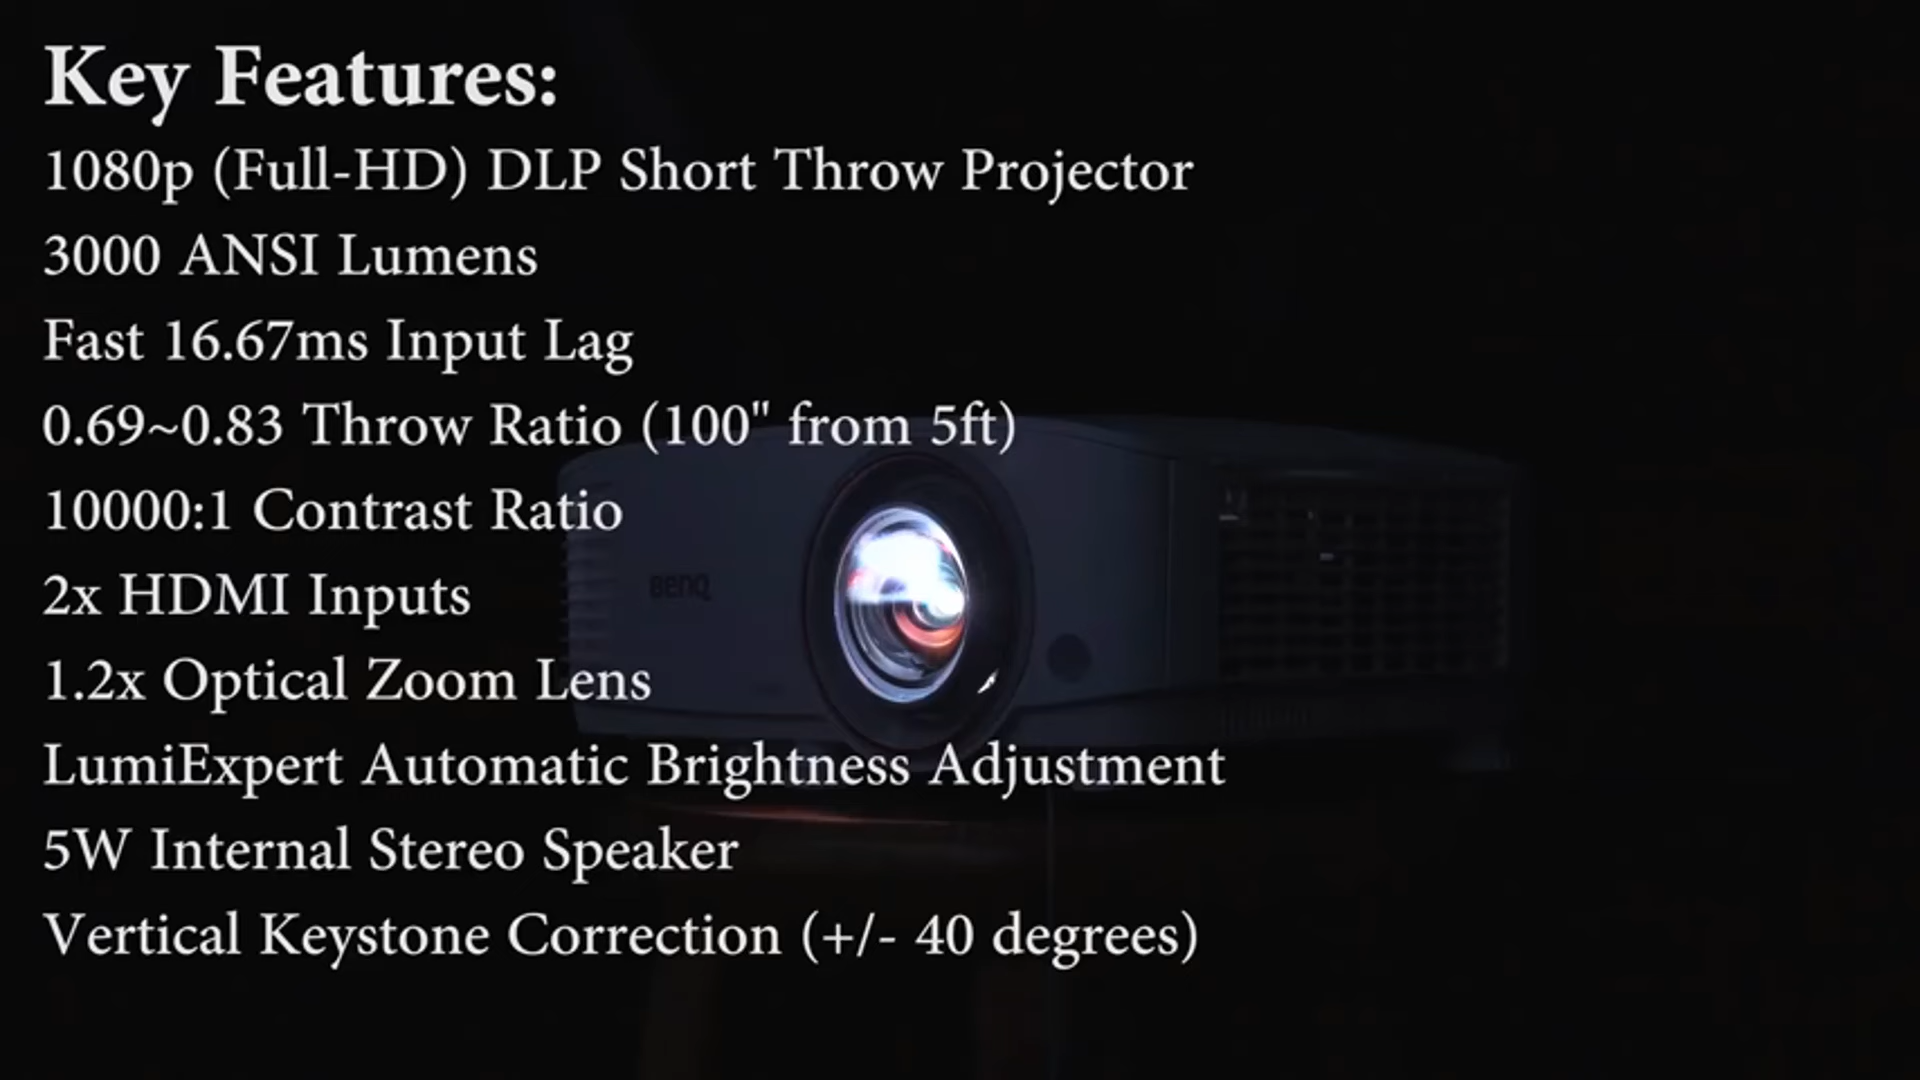 Key Features:
1080p (Full-HD) DLP Short Throw Projector
3000 ANSI Lumens
Fast 16.67ms Input Lag
0.69~0.83 Throw Ratio (100" from 5ft)
10000:1 Contrast Ratio
2x HDMI Inputs
BenQ
1.2x Optical Zoom Lens
LumiExpert Automatic Brightness Adjustment
5W Internal Stereo Speaker
Vertical Keystone Correction (+/- 40 degrees)